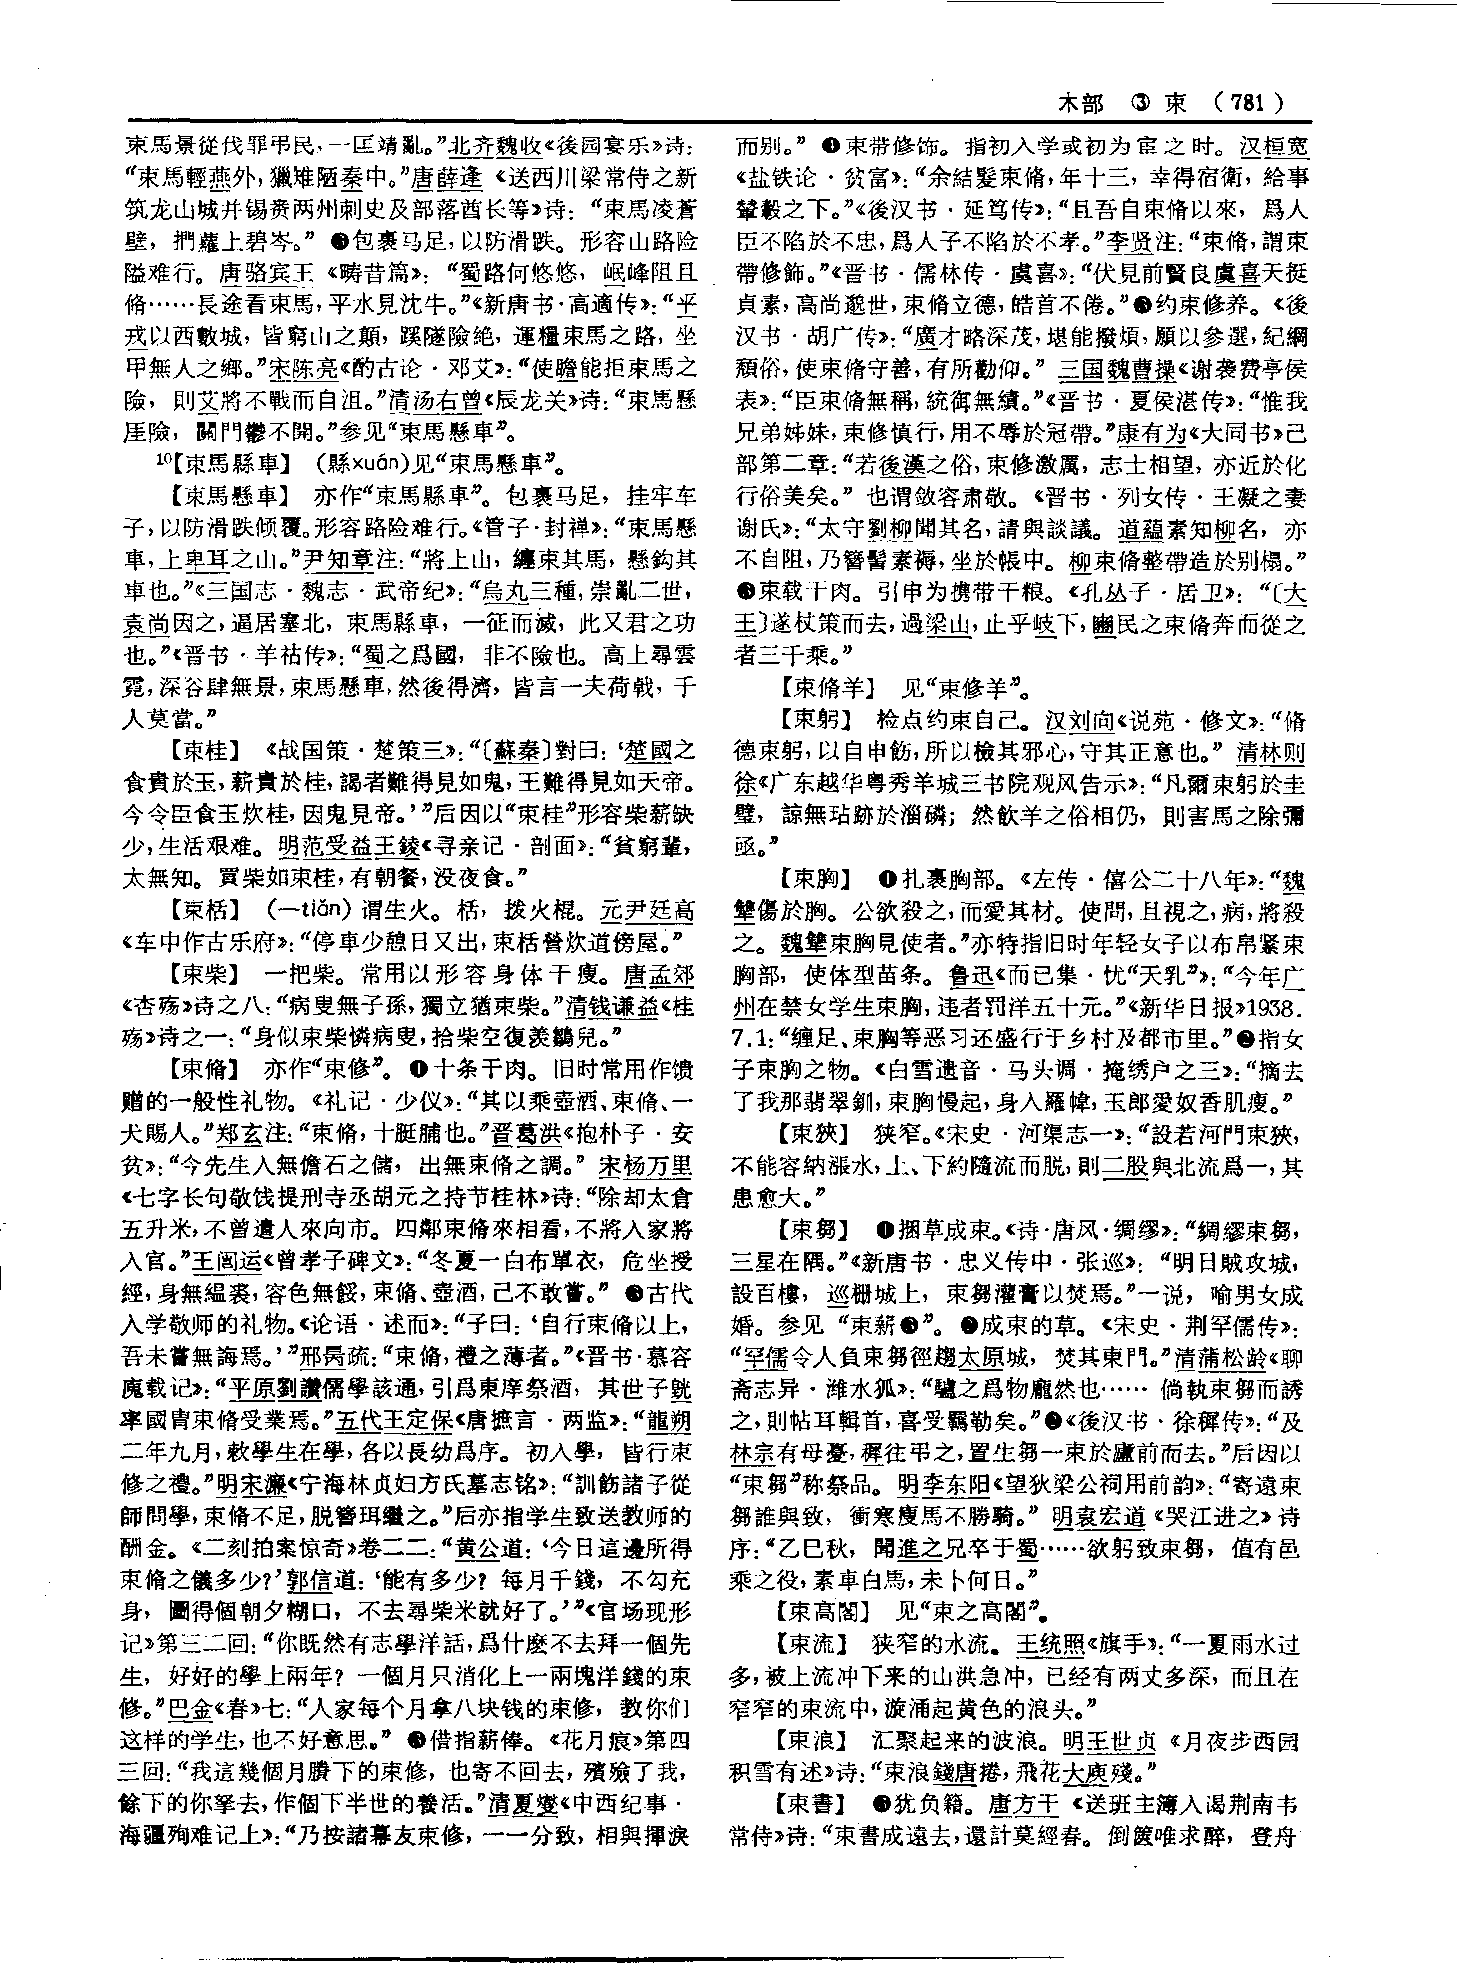 木部 ③ 束 （781）
束馬景從伐罪弔民，一匡靖亂。”北齐魏收《後园宴乐》诗：
“束馬輕燕外，獵雉陋秦中。”唐薛逢《送西川梁常侍之新
筑龙山城并锡赉两州刺史及部落酋长等》诗：“束馬凌蒼
壁，捫蘿上碧岑。”❸包裹马足，以防滑跌。形容山路险
隘难行。唐骆宾王《畴昔篇》：“蜀路何悠悠，岷峰阻且
脩……長途看束馬，平水見沈牛。”《新唐书·高適传》：“平
戎以西數城，皆窮山之顛，蹊隧險絶，運糧束馬之路，坐
甲無人之鄉。”宋陈亮《酌古论·邓艾》：“使瞻能拒束馬之
險，則艾將不戰而自沮。”清汤右曾《辰龙关》诗：“束馬懸
厓險，關門鬱不開。”参见“束馬懸車”。
¹⁰【束馬縣車】 （縣xuán）见“束馬懸車”。
【束馬懸車】 亦作“束馬縣車”。包裹马足，挂牢车
子，以防滑跌倾覆。形容路险难行。《管子·封禅》：“束馬懸
車，上卑耳之山。”尹知章注：“將上山，纏束其馬，懸鈎其
車也。”《三国志·魏志·武帝纪》：“烏丸三種，崇亂二世，
袁尚因之，逼居塞北，束馬縣車，一征而滅，此又君之功
也。”《晋书·羊祜传》：“蜀之爲國，非不險也。高上尋雲
霓，深谷肆無景，束馬懸車，然後得濟，皆言一夫荷戟，千
人莫當。”
【束桂】 《战国策·楚策三》：“〔蘇秦〕對曰：‘楚國之
食貴於玉，薪貴於桂，謁者難得見如鬼，王難得見如天帝。
今令臣食玉炊桂，因鬼見帝。’”后因以“束桂”形容柴薪缺
少，生活艰难。明范受益王錂《寻亲记·剖面》：“貧窮輩，
太無知。買柴如束桂，有朝餐，没夜食。”
【束栝】 （—tiǎn）谓生火。栝，拨火棍。元尹廷高
《车中作古乐府》：“停車少憩日又出，束栝營炊道傍屋。”
【束柴】 一把柴。常用以形容身体干瘦。唐孟郊
《杏殇》诗之八：“病叟無子孫，獨立猶束柴。”清钱谦益《桂
殇》诗之一：“身似束柴憐病叟，拾柴空復羨鷄兒。”
【束脩】 亦作“束修”。❶十条干肉。旧时常用作馈
赠的一般性礼物。《礼记·少仪》：“其以乘壺酒、束脩、一
犬賜人。”郑玄注：“束脩，十脡脯也。”晋葛洪《抱朴子·安
贫》：“今先生入無儋石之儲，出無束脩之調。”宋杨万里
《七字长句敬饯提刑寺丞胡元之持节桂林》诗：“除却太倉
五升米，不曾遣人來向市。四鄰束脩來相看，不將入家將
入官。”王闿运《曾孝子碑文》：“冬夏一白布單衣，危坐授
經，身無緼裘，容色無餒，束脩、壺酒，己不敢嘗。”❷古代
入学敬师的礼物。《论语·述而》：“子曰：‘自行束脩以上，
吾未嘗無誨焉。’”邢昺疏：“束脩，禮之薄者。”《晋书·慕容
廆载记》：“平原劉讚儒學該通，引爲東庠祭酒，其世子皝
率國胄束脩受業焉。”五代王定保《唐摭言·两监》：“龍朔
二年九月，敕學生在學，各以長幼爲序。初入學，皆行束
修之禮。”明宋濂《宁海林贞妇方氏墓志铭》：“訓飭諸子從
師問學，束脩不足，脱簪珥繼之。”后亦指学生致送教师的
酬金。《二刻拍案惊奇》卷二二：“黄公道：‘今日這邊所得
束脩之儀多少？’郭信道：‘能有多少？每月千錢，不勾充
身，圖得個朝夕糊口，不去尋柴米就好了。’”《官场现形
记》第三二回：“你既然有志學洋話，爲什麽不去拜一個先
生，好好的學上兩年？一個月只消化上一兩塊洋錢的束
修。”巴金《春》七：“人家每个月拿八块钱的束修，教你们
这样的学生，也不好意思。”❸借指薪俸。《花月痕》第四
三回：“我這幾個月賸下的束修，也寄不回去，殯殮了我，
餘下的你拏去，作個下半世的養活。”清夏燮《中西纪事·
海疆殉难记上》：“乃按諸幕友束修，一一分致，相與揮淚
而别。”❹束带修饰。指初入学或初为宦之时。汉桓宽
《盐铁论·贫富》：“余結髮束脩，年十三，幸得宿衛，給事
輦轂之下。”《後汉书·延笃传》：“且吾自束脩以來，爲人
臣不陷於不忠，爲人子不陷於不孝。”李贤注：“束脩，謂束
帶修飾。”《晋书·儒林传·虞喜》：“伏見前賢良虞喜天挺
貞素，高尚邈世，束脩立德，皓首不倦。”❺约束修养。《後
汉书·胡广传》：“廣才略深茂，堪能撥煩，願以參選，紀綱
頹俗，使束脩守善，有所勸仰。”三国魏曹操《谢袭费亭侯
表》：“臣束脩無稱，統御無績。”《晋书·夏侯湛传》：“惟我
兄弟姊妹，束修慎行，用不辱於冠帶。”康有为《大同书》己
部第二章：“若後漢之俗，束修激厲，志士相望，亦近於化
行俗美矣。”也谓敛容肃敬。《晋书·列女传·王凝之妻
谢氏》：“太守劉柳聞其名，請與談議。道藴素知柳名，亦
不自阻，乃簪髻素褥，坐於帳中。柳束脩整帶造於别榻。”
❻束载干肉。引申为携带干粮。《孔丛子·居卫》：“〔大
王〕遂杖策而去，過梁山，止乎岐下，豳民之束脩奔而從之
者三千乘。”
【束脩羊】 见“束修羊”。
【束躬】 检点约束自己。汉刘向《说苑·修文》：“脩
德束躬，以自申飭，所以檢其邪心，守其正意也。”清林则
徐《广东越华粤秀羊城三书院观风告示》：“凡爾束躬於圭
璧，諒無玷跡於淄磷；然飲羊之俗相仍，則害馬之除彌
亟。”
【束胸】 ❶扎裹胸部。《左传·僖公二十八年》：“魏
犨傷於胸。公欲殺之，而愛其材。使問，且視之，病，將殺
之。魏犨束胸見使者。”亦特指旧时年轻女子以布帛紧束
胸部，使体型苗条。鲁迅《而已集·忧“天乳”》：“今年广
州在禁女学生束胸，违者罚洋五十元。”《新华日报》1938.
7.1：“缠足、束胸等恶习还盛行于乡村及都市里。”❷指女
子束胸之物。《白雪遗音·马头调·掩绣户之三》：“摘去
了我那翡翠釧，束胸慢起，身入羅幃，玉郎愛奴香肌瘦。”
【束狹】 狭窄。《宋史·河渠志一》：“設若河門束狹，
不能容納漲水，上、下約隨流而脱，則二股與北流爲一，其
患愈大。”
【束芻】 ❶捆草成束。《诗·唐风·绸缪》：“綢繆束芻，
三星在隅。”《新唐书·忠义传中·张巡》：“明日賊攻城，
設百樓，巡栅城上，束芻灌膏以焚焉。”一说，喻男女成
婚。参见“束薪❷”。❷成束的草。《宋史·荆罕儒传》：
“罕儒令人負束芻徑趨太原城，焚其東門。”清蒲松龄《聊
斋志异·潍水狐》：“驢之爲物龐然也……倘執束芻而誘
之，則帖耳輯首，喜受羈勒矣。”❸《後汉书·徐稺传》：“及
林宗有母憂，稺往弔之，置生芻一束於廬前而去。”后因以
“束芻”称祭品。明李东阳《望狄梁公祠用前韵》：“寄遠束
芻誰與致，衝寒瘦馬不勝騎。”明袁宏道《哭江进之》诗
序：“乙巳秋，聞進之兄卒于蜀……欲躬致束芻，值有邑
乘之役，素車白馬，未卜何日。”
【束高閣】 见“束之高閣”。
【束流】 狭窄的水流。王统照《旗手》：“一夏雨水过
多，被上流冲下来的山洪急冲，已经有两丈多深，而且在
窄窄的束流中，漩涌起黄色的浪头。”
【束浪】 汇聚起来的波浪。明王世贞《月夜步西园
积雪有述》诗：“束浪錢唐捲，飛花大庾殘。”
【束書】 ❶犹负籍。唐方干《送班主簿入谒荆南韦
常侍》诗：“束書成遠去，還計莫經春。倒篋唯求醉，登舟